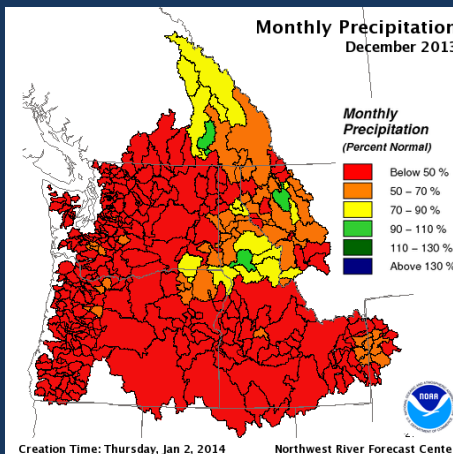 Monthly Precipitation
December 2013
Monthly
Precipitation
(Percent Normal)
Below 50 %
50 - 70 %
70 - 90 %
90 - 110 %
110 - 130 %
Above 130 %
NOAA
Creation Time: Thursday, Jan 2, 2014
Northwest River Forecast Cente